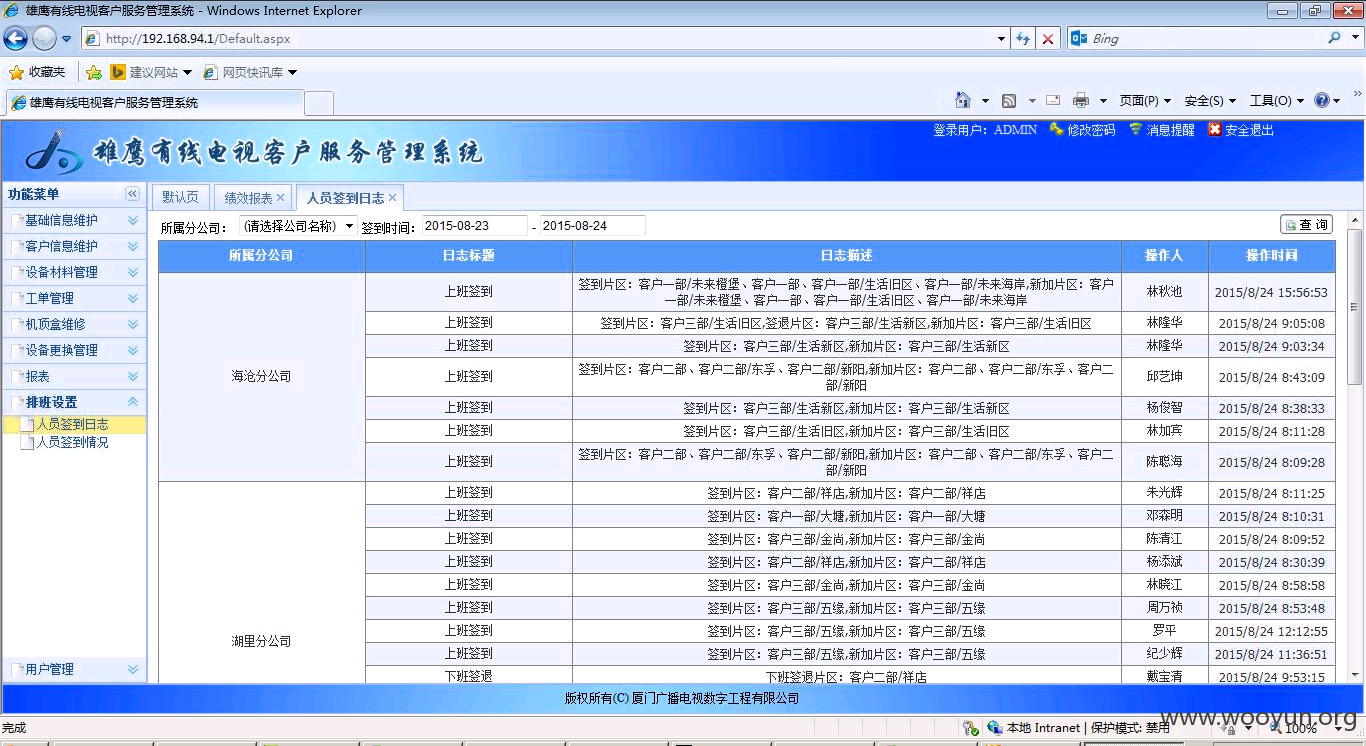 雄鹰有线电视客户服务管理系统 - Windows Internet Explorer
http://192.168.94.1/Default.aspx
Bing
收藏夹 建议网站 网页快讯库
雄鹰有线电视客户服务管理系统
页面(P) 安全(S) 工具(O)
雄鹰有线电视客户服务管理系统
登录用户: ADMIN 修改密码 消息提醒 安全退出
功能菜单
基础信息维护
客户信息维护
设备材料管理
工单管理
机顶盒维修
设备更换管理
报表
排班设置
人员签到日志
人员签到情况
用户管理
默认页 绩效报表 人员签到日志
所属分公司: (请选择公司名称) 签到时间: 2015-08-23 - 2015-08-24 查 询
所属分公司 日志标题 日志描述 操作人 操作时间
海沧分公司
上班签到 签到片区：客户一部/未来橙堡、客户一部、客户一部/生活旧区、客户一部/未来海岸,新加片区：客户一部/未来橙堡、客户一部、客户一部/生活旧区、客户一部/未来海岸 林秋池 2015/8/24 15:56:53
上班签到 签到片区：客户三部/生活旧区,签退片区：客户三部/生活新区,新加片区：客户三部/生活旧区 林隆华 2015/8/24 9:05:08
上班签到 签到片区：客户三部/生活新区,新加片区：客户三部/生活新区 林隆华 2015/8/24 9:03:34
上班签到 签到片区：客户二部、客户二部/东孚、客户二部/新阳,新加片区：客户二部、客户二部/东孚、客户二部/新阳 邱艺坤 2015/8/24 8:43:09
上班签到 签到片区：客户三部/生活新区,新加片区：客户三部/生活新区 杨俊智 2015/8/24 8:38:33
上班签到 签到片区：客户三部/生活旧区,新加片区：客户三部/生活旧区 林加宾 2015/8/24 8:11:28
上班签到 签到片区：客户二部、客户二部/东孚、客户二部/新阳,新加片区：客户二部、客户二部/东孚、客户二部/新阳 陈聪海 2015/8/24 8:09:28
湖里分公司
上班签到 签到片区：客户二部/祥店,新加片区：客户二部/祥店 朱光辉 2015/8/24 8:11:25
上班签到 签到片区：客户一部/大塘,新加片区：客户一部/大塘 邓森明 2015/8/24 8:10:31
上班签到 签到片区：客户三部/金尚,新加片区：客户三部/金尚 陈清江 2015/8/24 8:09:52
上班签到 签到片区：客户二部/祥店,新加片区：客户二部/祥店 杨添斌 2015/8/24 8:30:39
上班签到 签到片区：客户三部/金尚,新加片区：客户三部/金尚 林晓江 2015/8/24 8:58:58
上班签到 签到片区：客户三部/五缘,新加片区：客户三部/五缘 周万祯 2015/8/24 8:53:48
上班签到 签到片区：客户三部/五缘,新加片区：客户三部/五缘 罗平 2015/8/24 12:12:55
上班签到 签到片区：客户三部/五缘,新加片区：客户三部/五缘 纪少辉 2015/8/24 11:36:51
下班签退 下班签退片区：客户二部/祥店 戴宝清 2015/8/24 9:53:15
版权所有(C) 厦门广播电视数字工程有限公司
完成
本地 Intranet | 保护模式: 禁用
100%
www.wooyun.org